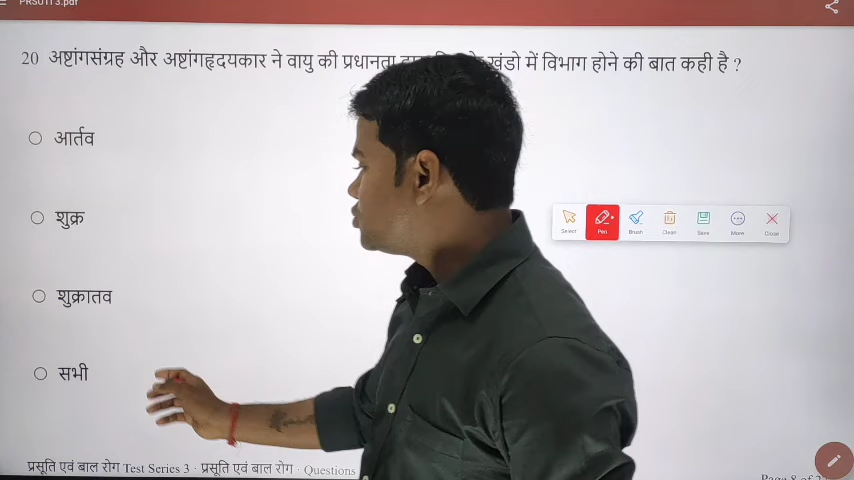 PRSUTI 3.pdf
20 अष्टांगसंग्रह और अष्टांगहृदयकार ने वायु की प्रधानता खंडो में विभाग होने की बात कही है ?
आर्तव
शुक्र
Select Pen Brush Clean Save More Close
शुक्रातव
सभी
प्रसूति एवं बाल रोग Test Series 3 · प्रसूति एवं बाल रोग · Questions
Page 8 of